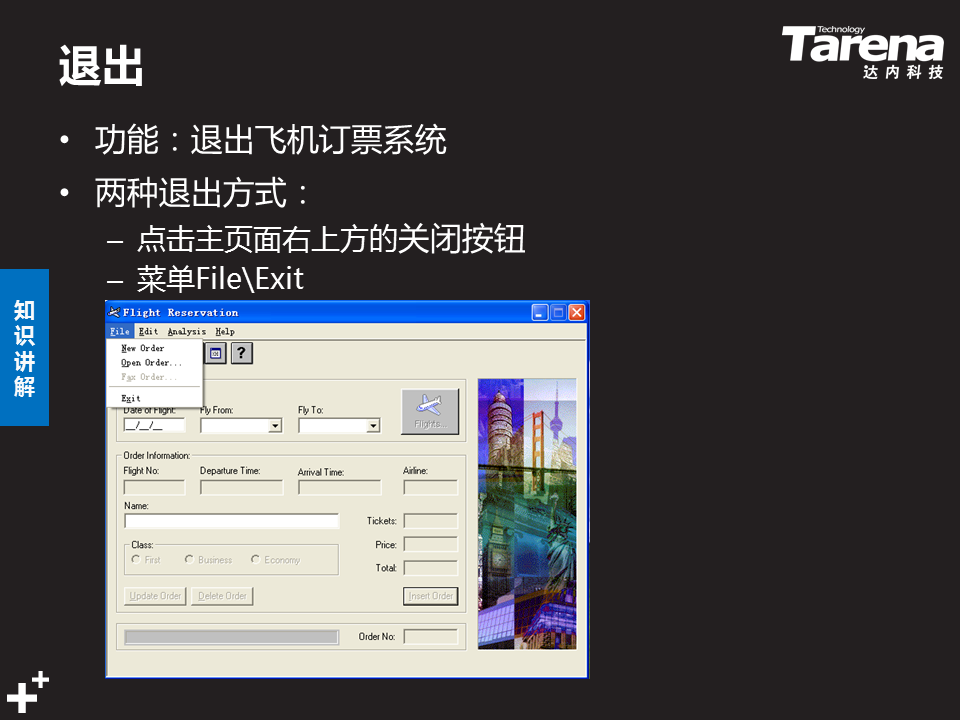 退出
Technology
Tarena
达内科技
• 功能：退出飞机订票系统
• 两种退出方式：
– 点击主页面右上方的关闭按钮
– 菜单File\Exit
知
识
讲
解
Flight Reservation
File Edit Analysis Help
New Order
Open Order...
Fax Order...
Exit
?
Date of Flight: Fly From: Fly To:
__/__/__
Flights...
Order Information:
Flight No: Departure Time: Arrival Time: Airline:
Name:
Tickets:
Class:
Price:
First Business Economy
Total:
Update Order Delete Order Insert Order
Order No: